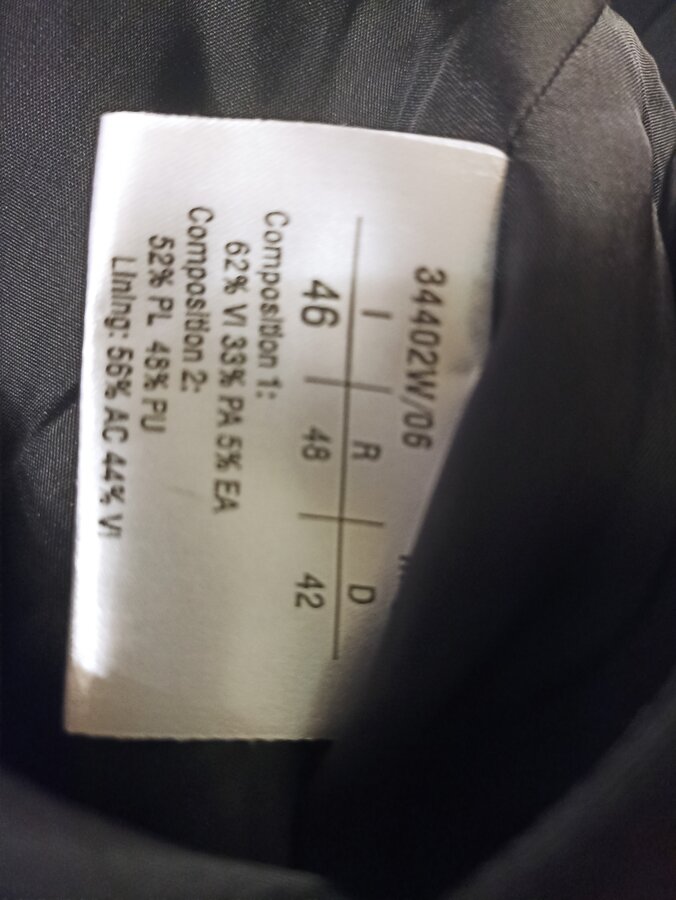 34402W/06
I R D
46 48 42
Composition 1:
62% VI 33% PA 5% EA
Composition 2:
52% PL 48% PU
Lining: 56% AC 44% VI